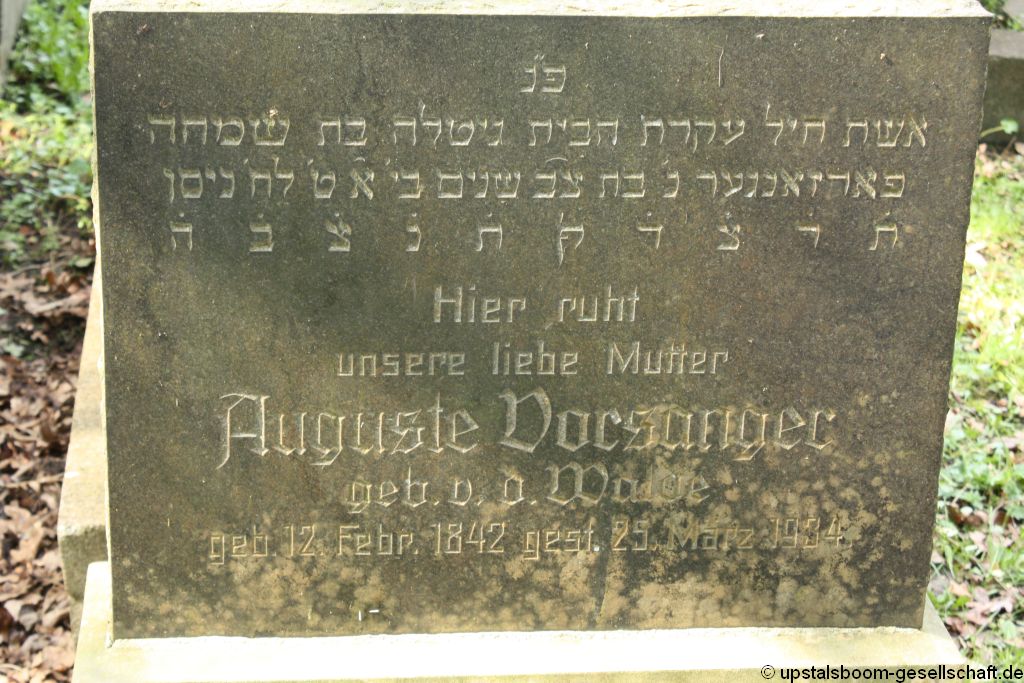 פ״נ
אשת חיל עקרת הבית גיטלה בת שמחה
פארזאנגער נ׳ בת צב שנים בי׳ א׳ ט׳ לח׳ ניסן
ת ר צ ד ק ת נ צ ב ה
Hier ruht
unsere liebe Mutter
Auguste Vorsanger
geb. v. d. Walde
geb. 12. Febr. 1842 gest. 25. März 1934.
© upstalsboom-gesellschaft.de